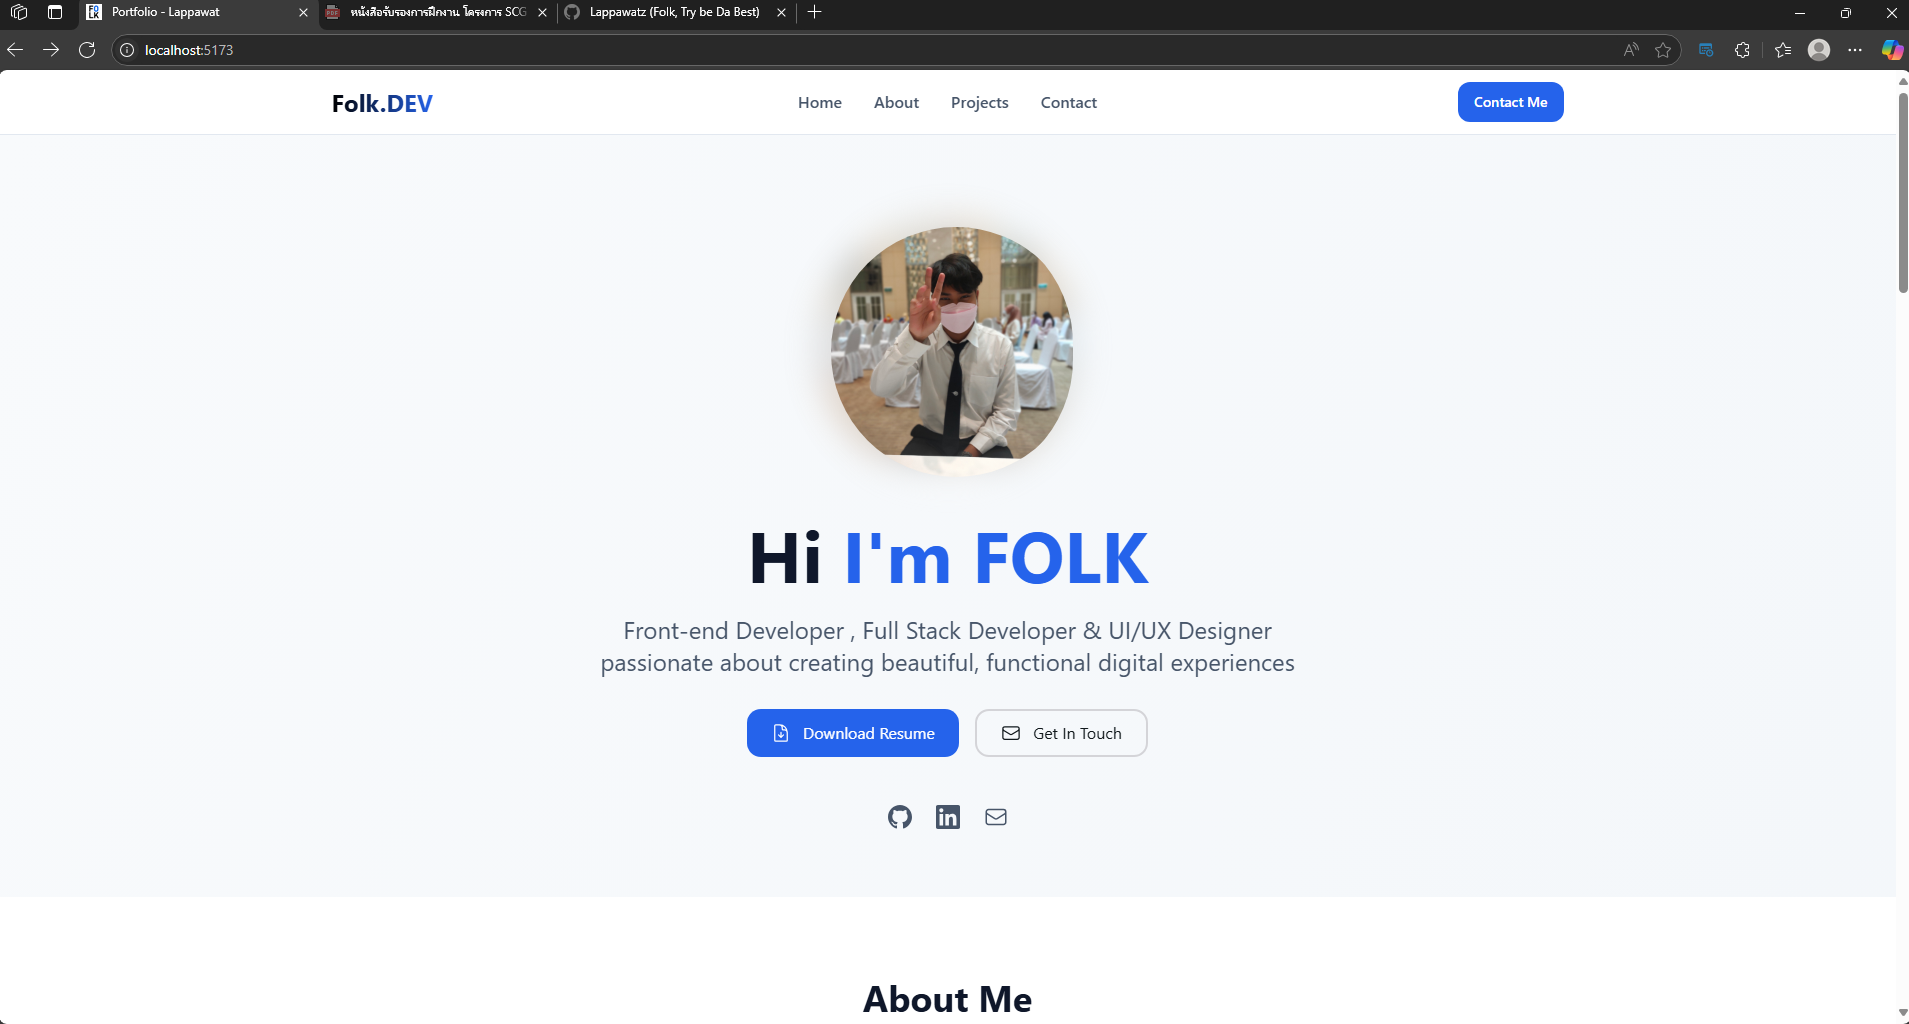 Portfolio - Lappawat
หนังสือรับรองการฝึกงาน โครงการ SCG
Lappawatz (Folk, Try be Da Best)
localhost:5173
Folk.DEV
Home
About
Projects
Contact
Contact Me
Hi I'm FOLK
Front-end Developer , Full Stack Developer & UI/UX Designer
passionate about creating beautiful, functional digital experiences
Download Resume
Get In Touch
About Me